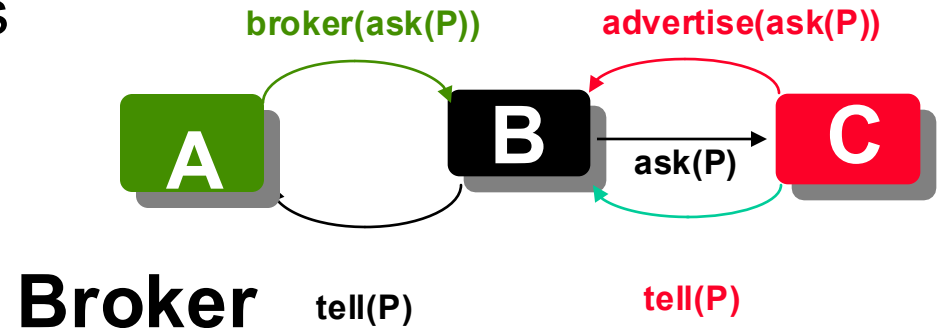 s
broker(ask(P)) advertise(ask(P))
A B C
ask(P)
Broker tell(P) tell(P)